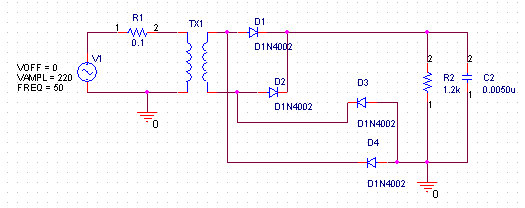 R1
1
2
0.1
TX1
D1
D1N4002
V1
VOFF = 0
VAMPL = 220
FREQ = 50
0
D2
D1N4002
D3
D1N4002
D4
D1N4002
2
R2
1.2k
1
2
C2
0.0050u
1
0